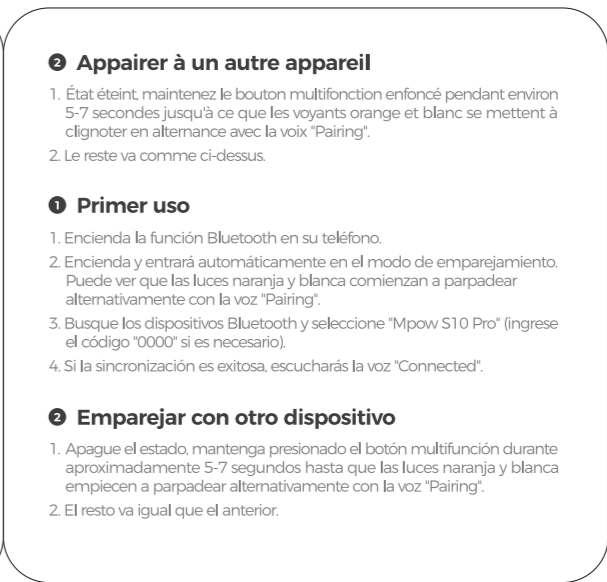 ❷ Appairer à un autre appareil
1. État éteint, maintenez le bouton multifonction enfoncé pendant environ
5-7 secondes jusqu'à ce que les voyants orange et blanc se mettent à
clignoter en alternance avec la voix "Pairing".
2. Le reste va comme ci-dessus.
❶ Primer uso
1. Encienda la función Bluetooth en su teléfono.
2. Encienda y entrará automáticamente en el modo de emparejamiento.
Puede ver que las luces naranja y blanca comienzan a parpadear
alternativamente con la voz "Pairing".
3. Busque los dispositivos Bluetooth y seleccione "Mpow S10 Pro" (ingrese
el código "0000" si es necesario).
4. Si la sincronización es exitosa, escucharás la voz "Connected".
❷ Emparejar con otro dispositivo
1. Apague el estado, mantenga presionado el botón multifunción durante
aproximadamente 5-7 segundos hasta que las luces naranja y blanca
empiecen a parpadear alternativamente con la voz "Pairing".
2. El resto va igual que el anterior.